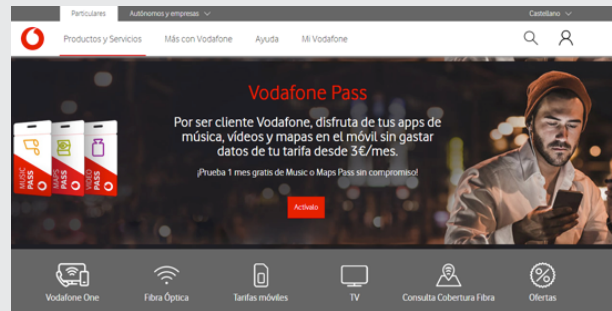 Particulares
Autónomos y empresas
Castellano
Productos y Servicios
Más con Vodafone
Ayuda
Mi Vodafone
Vodafone Pass
Por ser cliente Vodafone, disfruta de tus apps de
música, vídeos y mapas en el móvil sin gastar
datos de tu tarifa desde 3€/mes.
¡Prueba 1 mes gratis de Music o Maps Pass sin compromiso!
Actívalo
MUSIC
PASS
MAPS
PASS
VIDEO
PASS
Vodafone One
Fibra Óptica
Tarifas móviles
TV
Consulta Cobertura Fibra
Ofertas